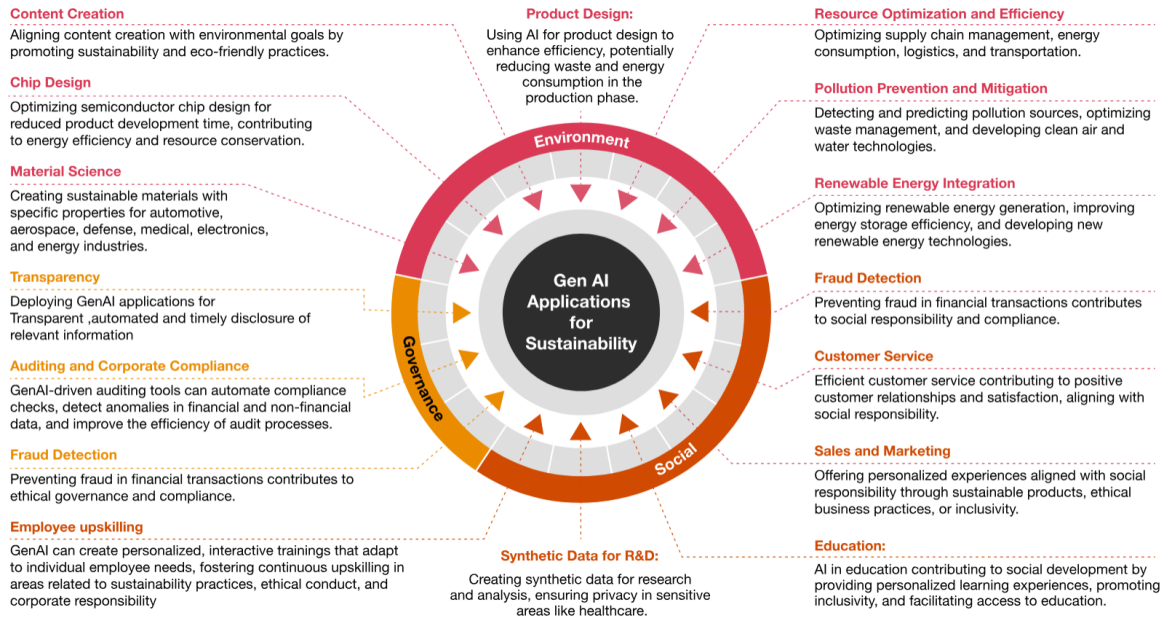 Content Creation
Aligning content creation with environmental goals by
promoting sustainability and eco-friendly practices.
Chip Design
Optimizing semiconductor chip design for
reduced product development time, contributing
to energy efficiency and resource conservation.
Material Science
Creating sustainable materials with
specific properties for automotive,
aerospace, defense, medical, electronics,
and energy industries.
Transparency
Deploying GenAI applications for
Transparent ,automated and timely disclosure of
relevant information
Auditing and Corporate Compliance
GenAI-driven auditing tools can automate compliance
checks, detect anomalies in financial and non-financial
data, and improve the efficiency of audit processes.
Fraud Detection
Preventing fraud in financial transactions contributes to
ethical governance and compliance.
Employee upskilling
GenAI can create personalized, interactive trainings that adapt
to individual employee needs, fostering continuous upskilling in
areas related to sustainability practices, ethical conduct, and
corporate responsibility
Product Design:
Using AI for product design to
enhance efficiency, potentially
reducing waste and energy
consumption in the
production phase.
Environment
Gen AI
Applications
for
Sustainability
Governance
Social
Synthetic Data for R&D:
Creating synthetic data for research
and analysis, ensuring privacy in sensitive
areas like healthcare.
Resource Optimization and Efficiency
Optimizing supply chain management, energy
consumption, logistics, and transportation.
Pollution Prevention and Mitigation
Detecting and predicting pollution sources, optimizing
waste management, and developing clean air and
water technologies.
Renewable Energy Integration
Optimizing renewable energy generation, improving
energy storage efficiency, and developing new
renewable energy technologies.
Fraud Detection
Preventing fraud in financial transactions contributes
to social responsibility and compliance.
Customer Service
Efficient customer service contributing to positive
customer relationships and satisfaction, aligning with
social responsibility.
Sales and Marketing
Offering personalized experiences aligned with social
responsibility through sustainable products, ethical
business practices, or inclusivity.
Education:
AI in education contributing to social development by
providing personalized learning experiences, promoting
inclusivity, and facilitating access to education.